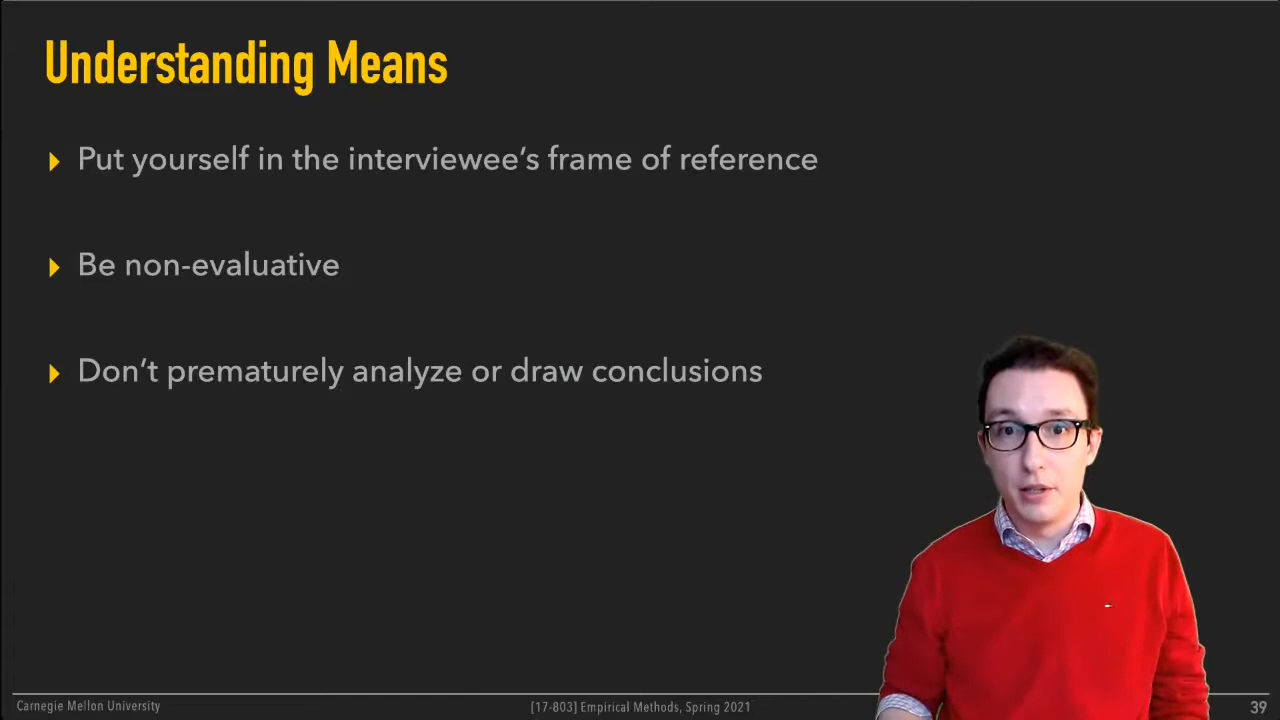 Understanding Means
Put yourself in the interviewee’s frame of reference
Be non-evaluative
Don’t prematurely analyze or draw conclusions
Carnegie Mellon University
[17-803] Empirical Methods, Spring 2021
39